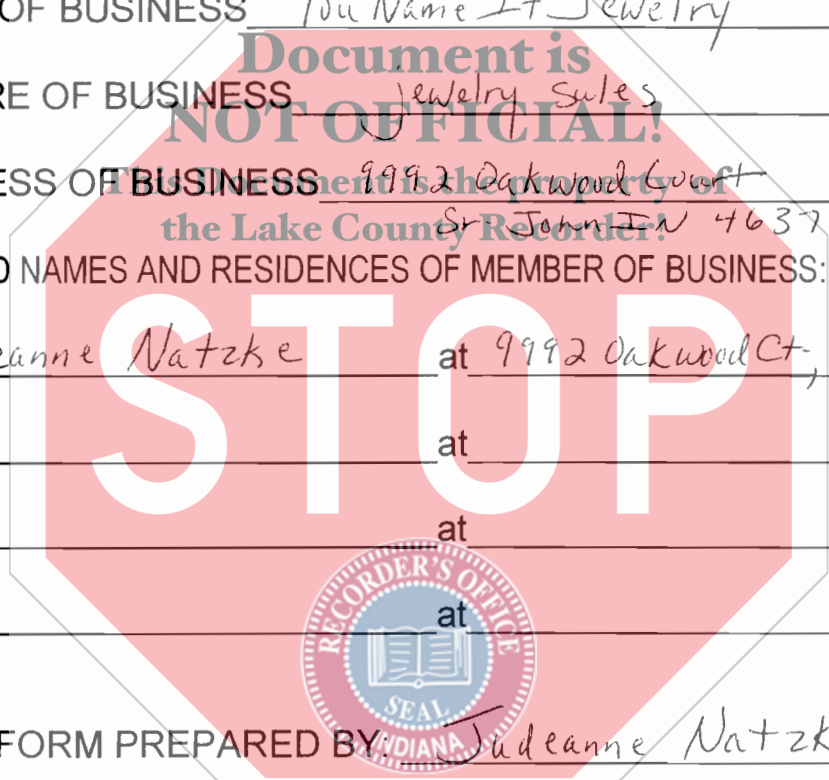 OF BUSINESS You Name It Jewelry
Document is
RE OF BUSINESS jewelry sales
NOT OFFICIAL!
ESS OF BUSINESS 9992 Oakwood Court
This Document is the property of
the Lake County Recorder!
St John IN 4637
D NAMES AND RESIDENCES OF MEMBER OF BUSINESS:
STOP
eanne Natzke at 9992 Oakwood Ct,
at
at
at
RECORDER'S OFFICE
SEAL
INDIANA
FORM PREPARED BY: Judeanne Natzk